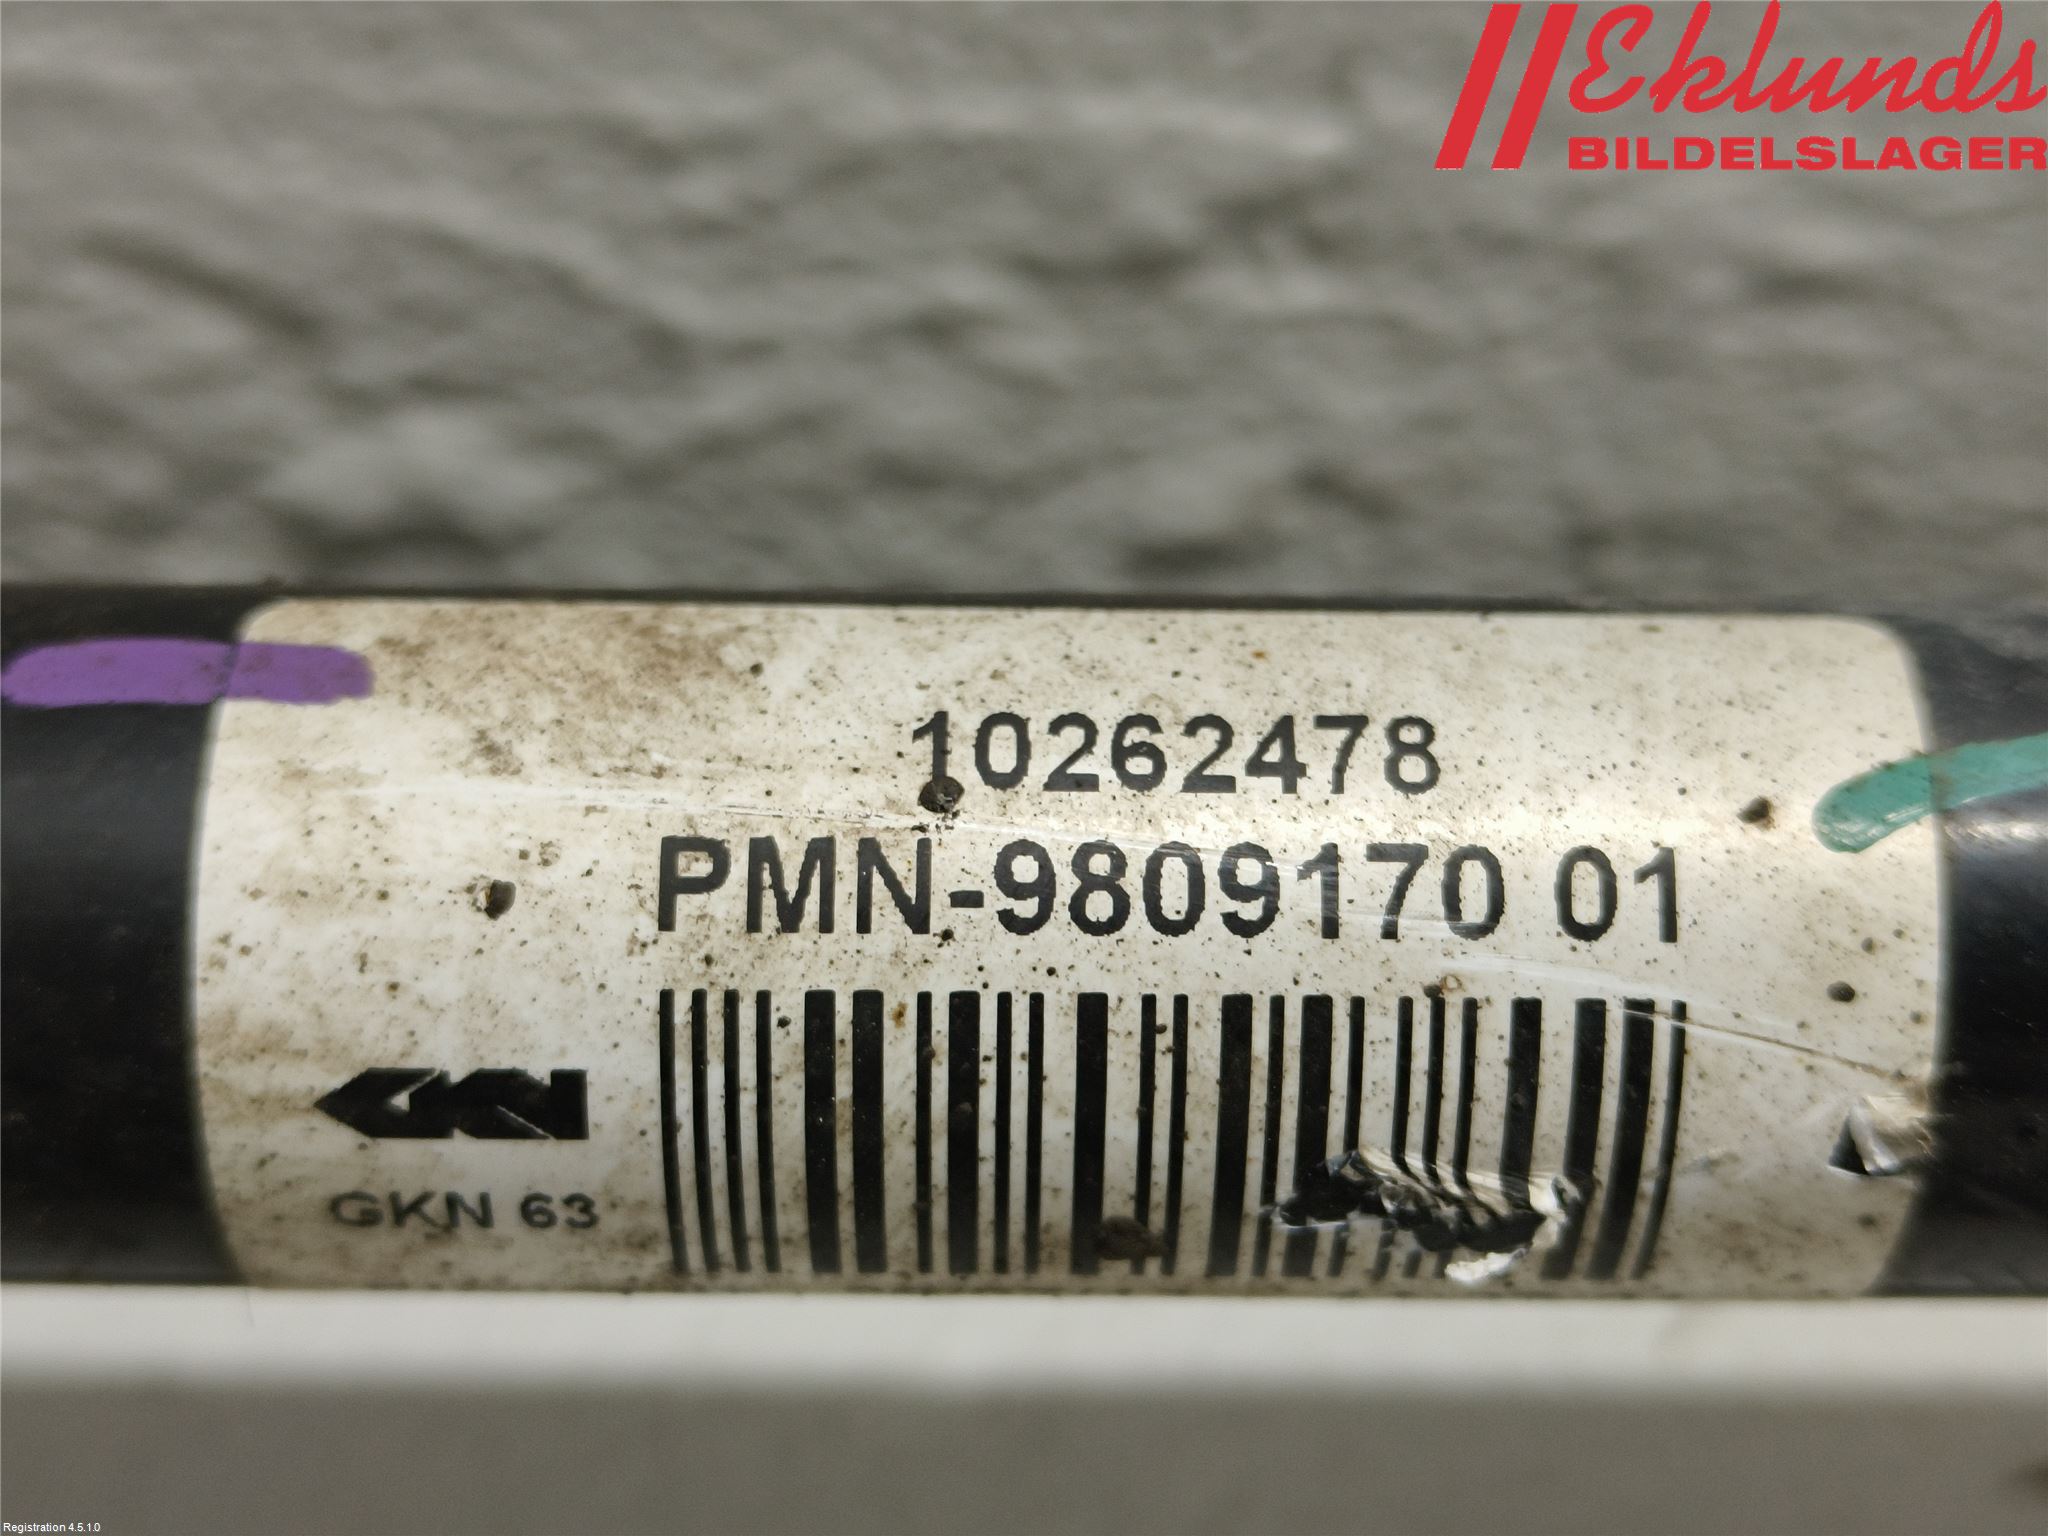 Eklunds
BILDELSLAGER
10262478
PMN-9809170 01
GKN
GKN 63
Registration 4.5.1.0